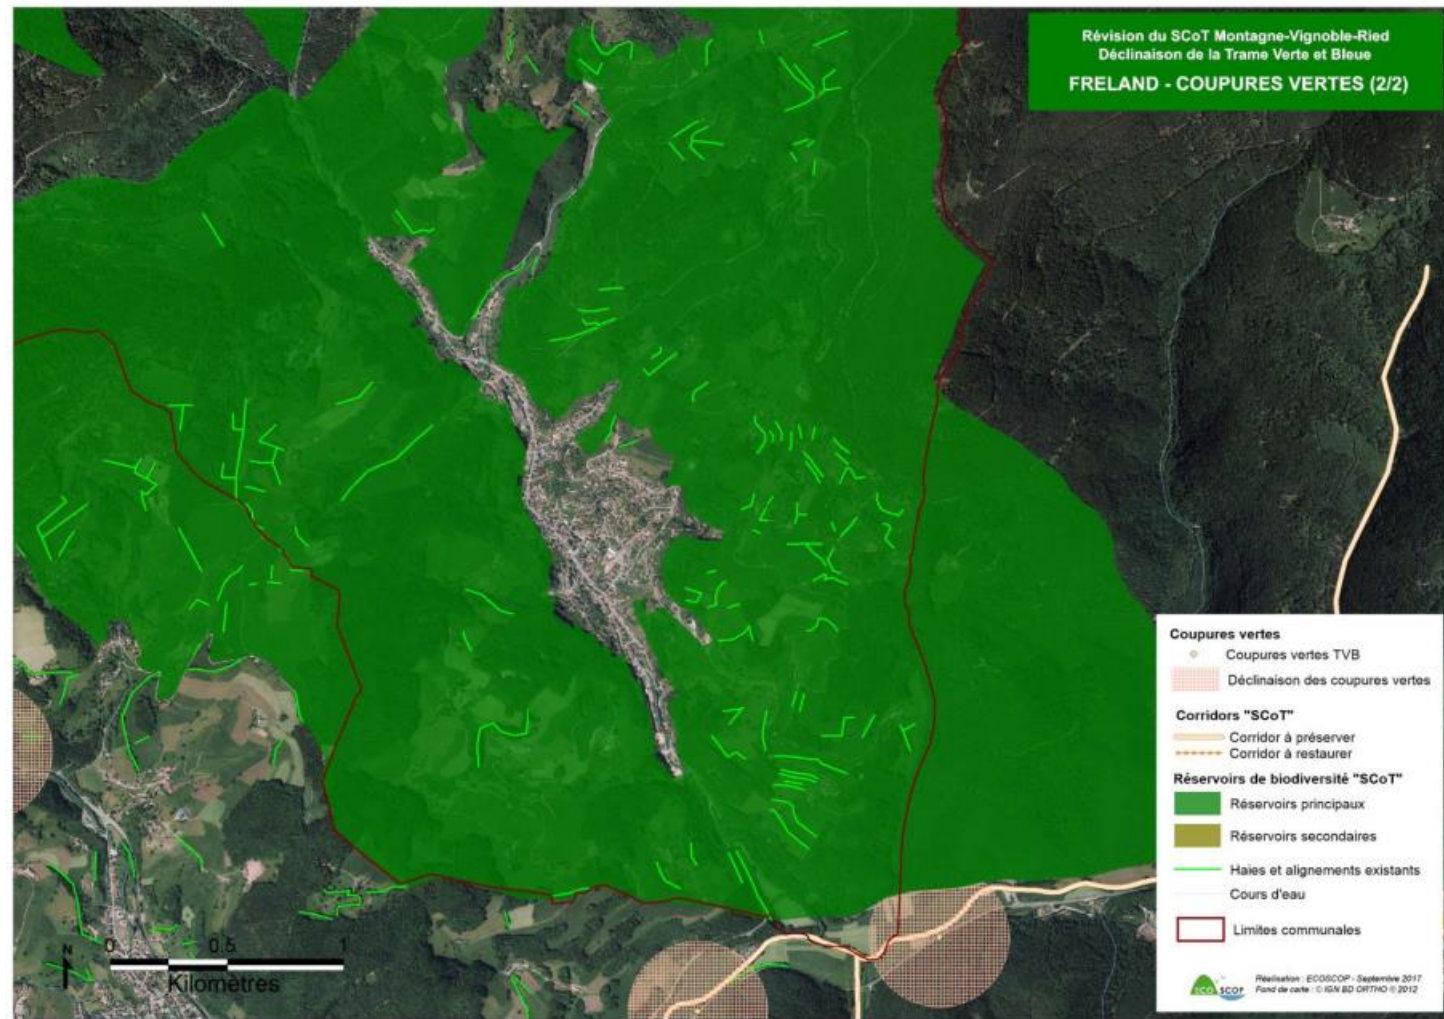 Révision du SCoT Montagne-Vignoble-Ried
Déclinaison de la Trame Verte et Bleue
FRELAND - COUPURES VERTES (2/2)
Coupures vertes
Coupures vertes TVB
Déclinaison des coupures vertes
Corridors "SCoT"
Corridor à préserver
Corridor à restaurer
Réservoirs de biodiversité "SCoT"
Réservoirs principaux
Réservoirs secondaires
Haies et alignements existants
Cours d'eau
Limites communales
N
0 0.5 1
Kilomètres
ECO SCOP
Réalisation : ECOSCOP - Septembre 2017
Fond de carte : © IGN BD ORTHO © 2012